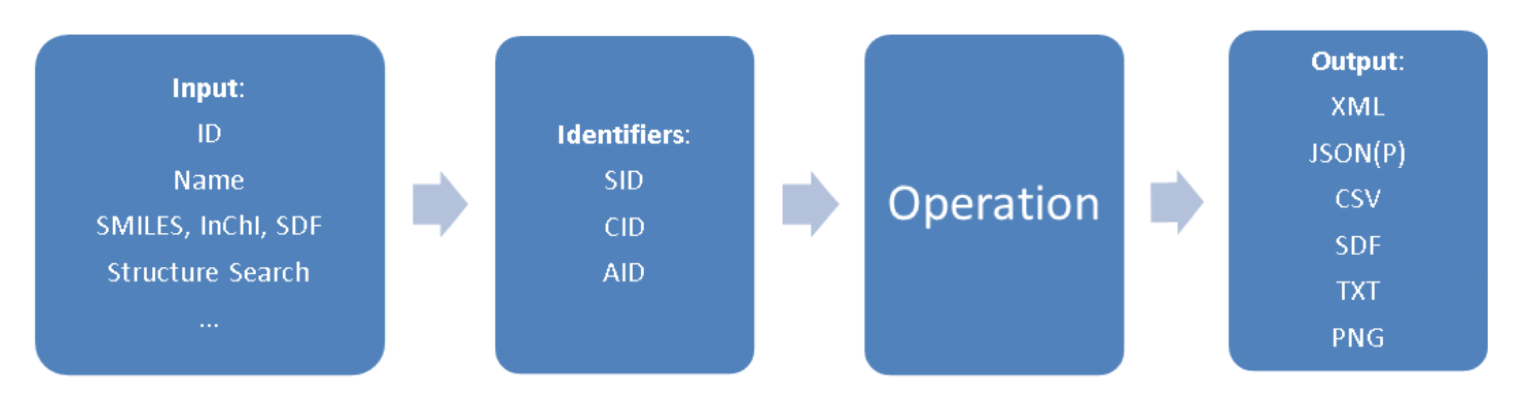 Input:
ID
Name
SMILES, InChI, SDF
Structure Search
...
Identifiers:
SID
CID
AID
Operation
Output:
XML
JSON(P)
CSV
SDF
TXT
PNG